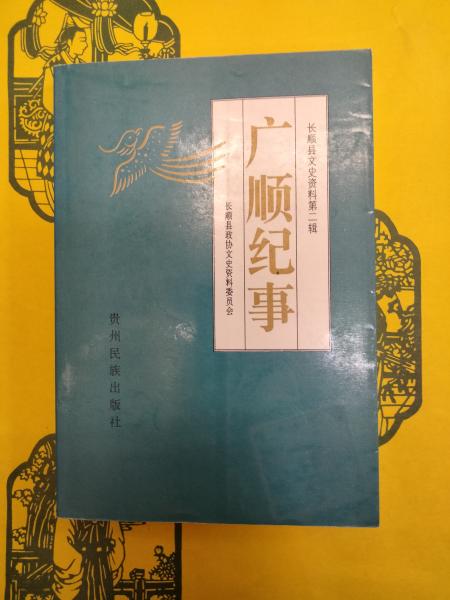 长顺县文史资料第二辑
广顺纪事
长顺县政协文史资料委员会
贵州民族出版社